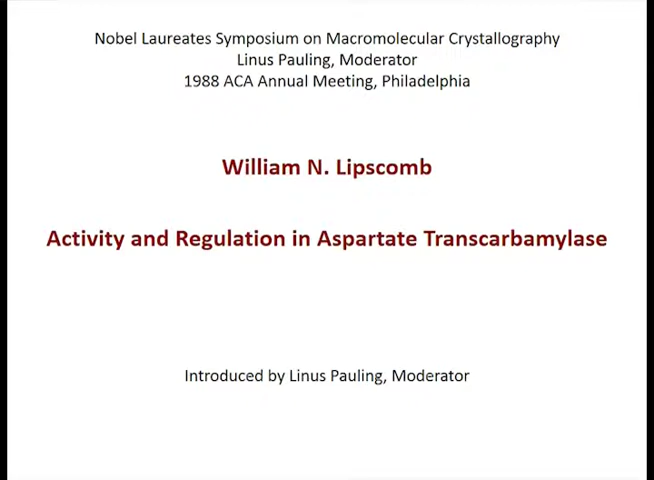 Nobel Laureates Symposium on Macromolecular Crystallography
Linus Pauling, Moderator
1988 ACA Annual Meeting, Philadelphia
William N. Lipscomb
Activity and Regulation in Aspartate Transcarbamylase
Introduced by Linus Pauling, Moderator